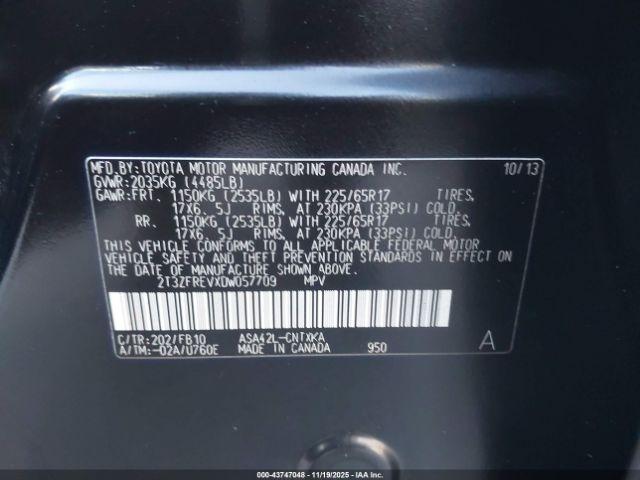 MFD. BY: TOYOTA MOTOR MANUFACTURING CANADA INC. 10/13
GVWR: 2035KG (4485LB)
GAWR: FRT. 1150KG (2535LB) WITH 225/65R17 TIRES,
17X6. 5J RIMS, AT 230KPA (33PSI) COLD.
RR. 1150KG (2535LB) WITH 225/65R17 TIRES,
17X6. 5J RIMS, AT 230KPA (33PSI) COLD.
THIS VEHICLE CONFORMS TO ALL APPLICABLE FEDERAL MOTOR
VEHICLE SAFETY AND THEFT PREVENTION STANDARDS IN EFFECT ON
THE DATE OF MANUFACTURE SHOWN ABOVE.
2T3ZFREVXDW057709 MPV
C/TR: 202/FB10 ASA42L-CNTXKA
A/TM: -02A/U760E MADE IN CANADA 950 A
000-43747048 - 11/19/2025 - IAAI.COM